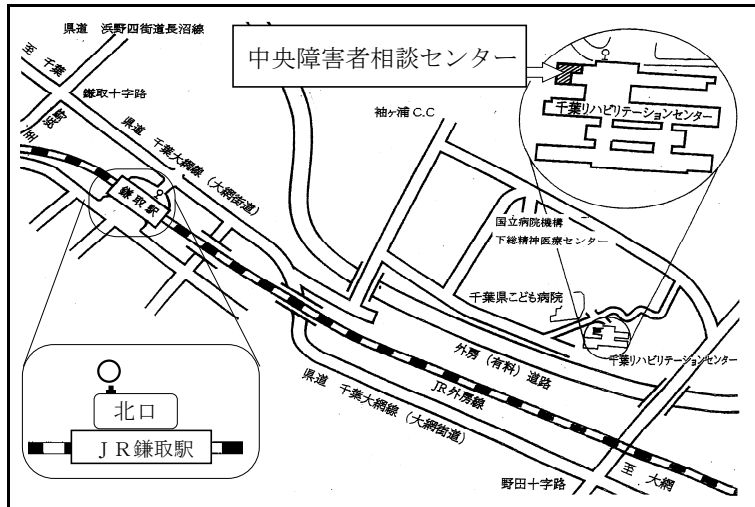 県道 浜野四街道長沼線
至 千葉
中央障害者相談センター
千葉リハビリテーションセンター
鎌取十字路
袖ヶ浦C.C
県道 千葉大網線（大網街道）
鎌取駅
国立病院機構
下総精神医療センター
千葉県こども病院
外房（有料）道路
千葉リハビリテーションセンター
JR外房線
県道 千葉大網線（大網街道）
北口
ＪＲ鎌取駅
至 大網
野田十字路